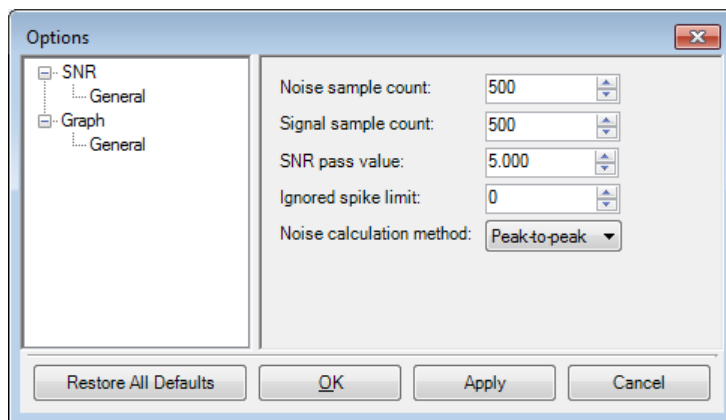 Options
SNR
General
Graph
General
Noise sample count: 500
Signal sample count: 500
SNR pass value: 5.000
Ignored spike limit: 0
Noise calculation method: Peak-to-peak
Restore All Defaults OK Apply Cancel